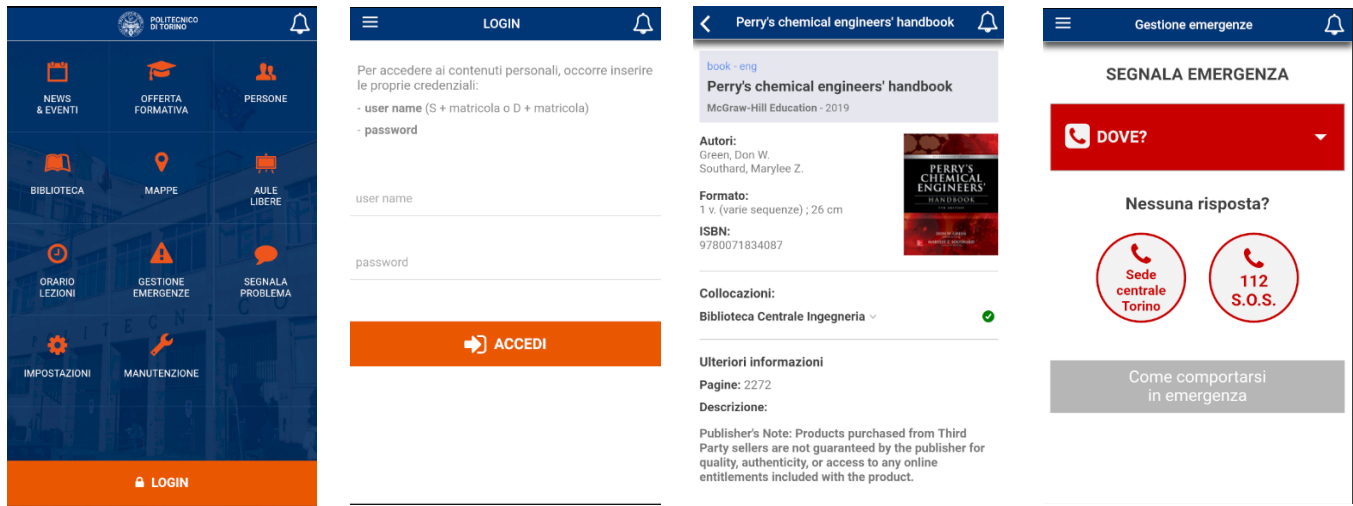 POLITECNICO
DI TORINO
NEWS
& EVENTI
OFFERTA
FORMATIVA
PERSONE
BIBLIOTECA
MAPPE
AULE
LIBERE
ORARIO
LEZIONI
GESTIONE
EMERGENZE
SEGNALA
PROBLEMA
IMPOSTAZIONI
MANUTENZIONE
LOGIN
LOGIN
Per accedere ai contenuti personali, occorre inserire
le proprie credenziali:
- user name (S + matricola o D + matricola)
- password
user name
password
ACCEDI
Perry's chemical engineers' handbook
book - eng
Perry's chemical engineers' handbook
McGraw-Hill Education - 2019
Autori:
Green, Don W.
Southard, Marylee Z.
Formato:
1 v. (varie sequenze) ; 26 cm
ISBN:
9780071834087
PERRY'S
CHEMICAL
ENGINEERS'
HANDBOOK
Collocazioni:
Biblioteca Centrale Ingegneria
Ulteriori informazioni
Pagine: 2272
Descrizione:
Publisher's Note: Products purchased from Third
Party sellers are not guaranteed by the publisher for
quality, authenticity, or access to any online
entitlements included with the product.
Gestione emergenze
SEGNALA EMERGENZA
DOVE?
Nessuna risposta?
Sede
centrale
Torino
112
S.O.S.
Come comportarsi
in emergenza